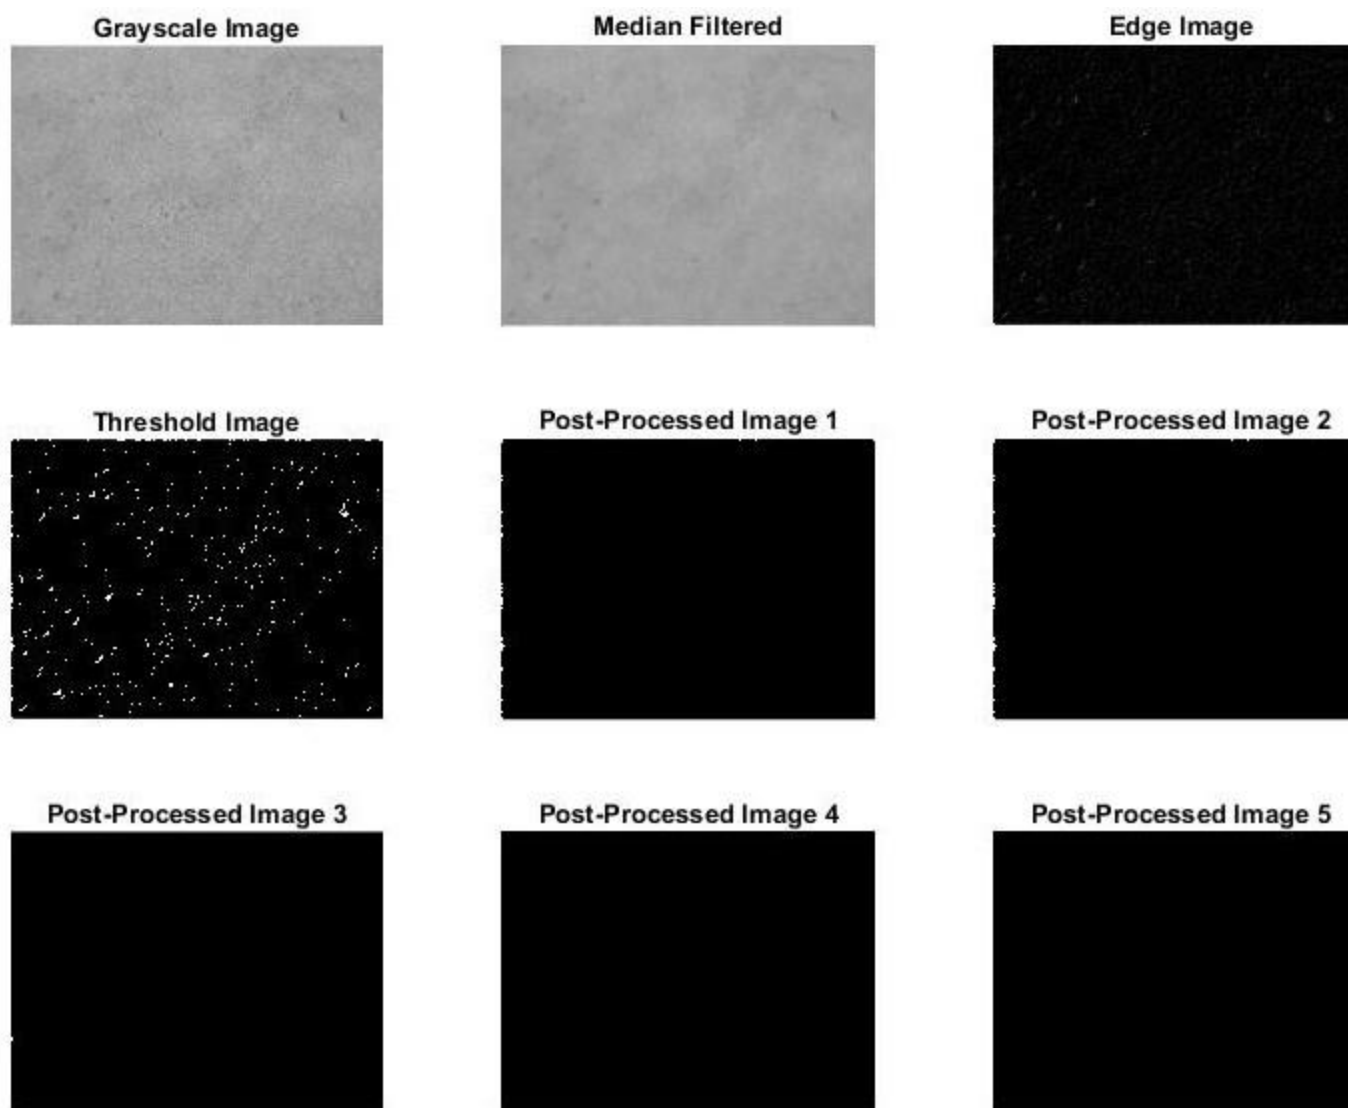 Grayscale Image
Median Filtered
Edge Image
Threshold Image
Post-Processed Image 1
Post-Processed Image 2
Post-Processed Image 3
Post-Processed Image 4
Post-Processed Image 5